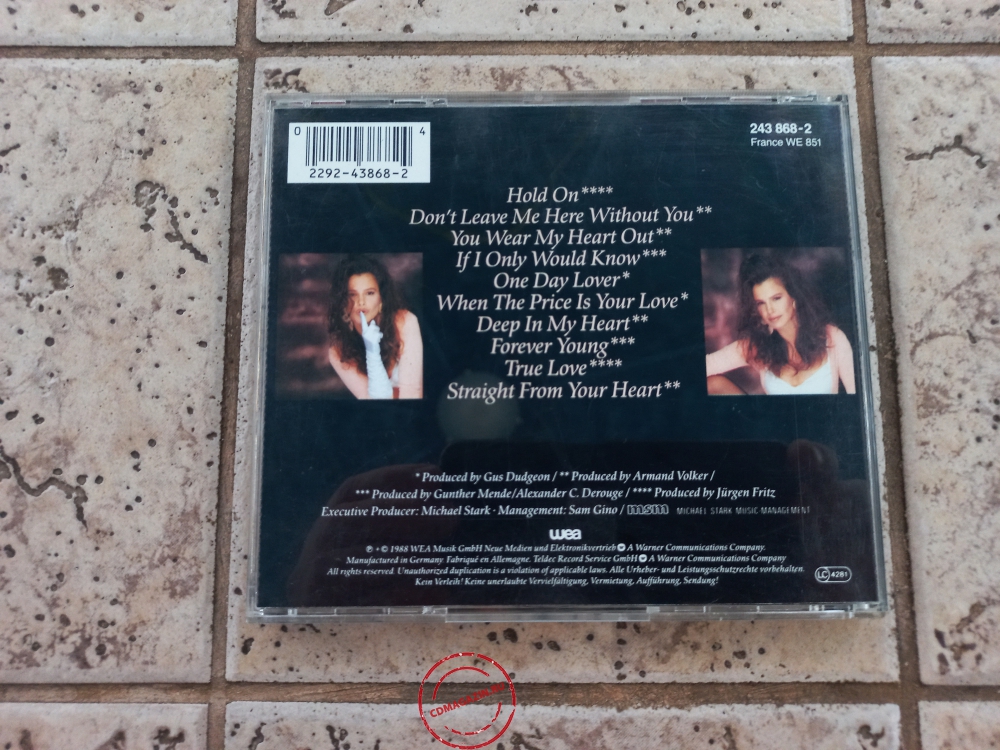 0 4
2292-43868-2
243 868-2
France WE 851
Hold On****
Don't Leave Me Here Without You**
You Wear My Heart Out**
If I Only Would Know***
One Day Lover*
When The Price Is Your Love*
Deep In My Heart**
Forever Young***
True Love****
Straight From Your Heart**
* Produced by Gus Dudgeon / ** Produced by Armand Volker /
*** Produced by Gunther Mende/Alexander C. Derouge / **** Produced by Jürgen Fritz
Executive Producer: Michael Stark · Management: Sam Gino / msm MICHAEL STARK MUSIC MANAGEMENT
wea
℗ + © 1988 WEA Musik GmbH Neue Medien und Elektronikvertrieb A Warner Communications Company.
Manufactured in Germany. Fabriqué en Allemagne. Teldec Record Service GmbH A Warner Communications Company
All rights reserved. Unauthorized duplication is a violation of applicable laws. Alle Urheber- und Leistungsschutzrechte vorbehalten.
Kein Verleih! Keine unerlaubte Vervielfältigung, Vermietung, Aufführung, Sendung!
LC 4281